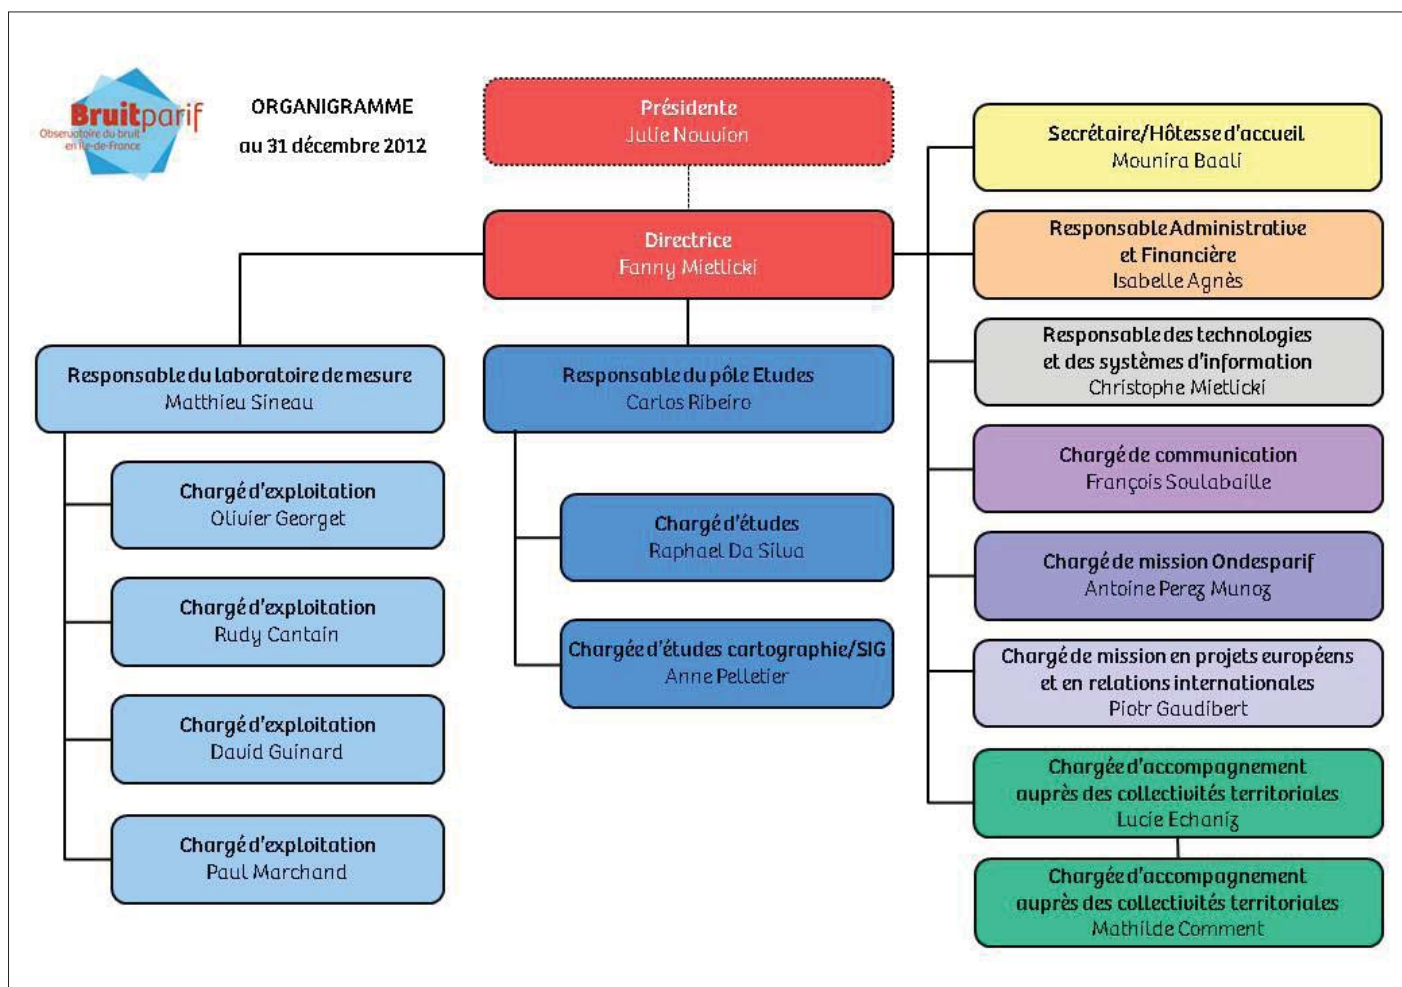 Bruitparif
Observatoire du bruit
en Île-de-France
ORGANIGRAMME
au 31 décembre 2012
Présidente
Julie Nouvion
Directrice
Fanny Mietlicki
Responsable du laboratoire de mesure
Matthieu Sineau
Chargé d'exploitation
Olivier Georget
Chargé d'exploitation
Rudy Cantain
Chargé d'exploitation
David Guinard
Chargé d'exploitation
Paul Marchand
Responsable du pôle Etudes
Carlos Ribeiro
Chargé d'études
Raphael Da Silva
Chargée d'études cartographie/SIG
Anne Pelletier
Secrétaire/Hôtesse d'accueil
Mounira Baali
Responsable Administrative
et Financière
Isabelle Agnès
Responsable des technologies
et des systèmes d'information
Christophe Mietlicki
Chargé de communication
François Soulabaille
Chargé de mission Ondesparif
Antoine Perez Munoz
Chargé de mission en projets européens
et en relations internationales
Piotr Gaudibert
Chargée d'accompagnement
auprès des collectivités territoriales
Lucie Echaniz
Chargée d'accompagnement
auprès des collectivités territoriales
Mathilde Comment